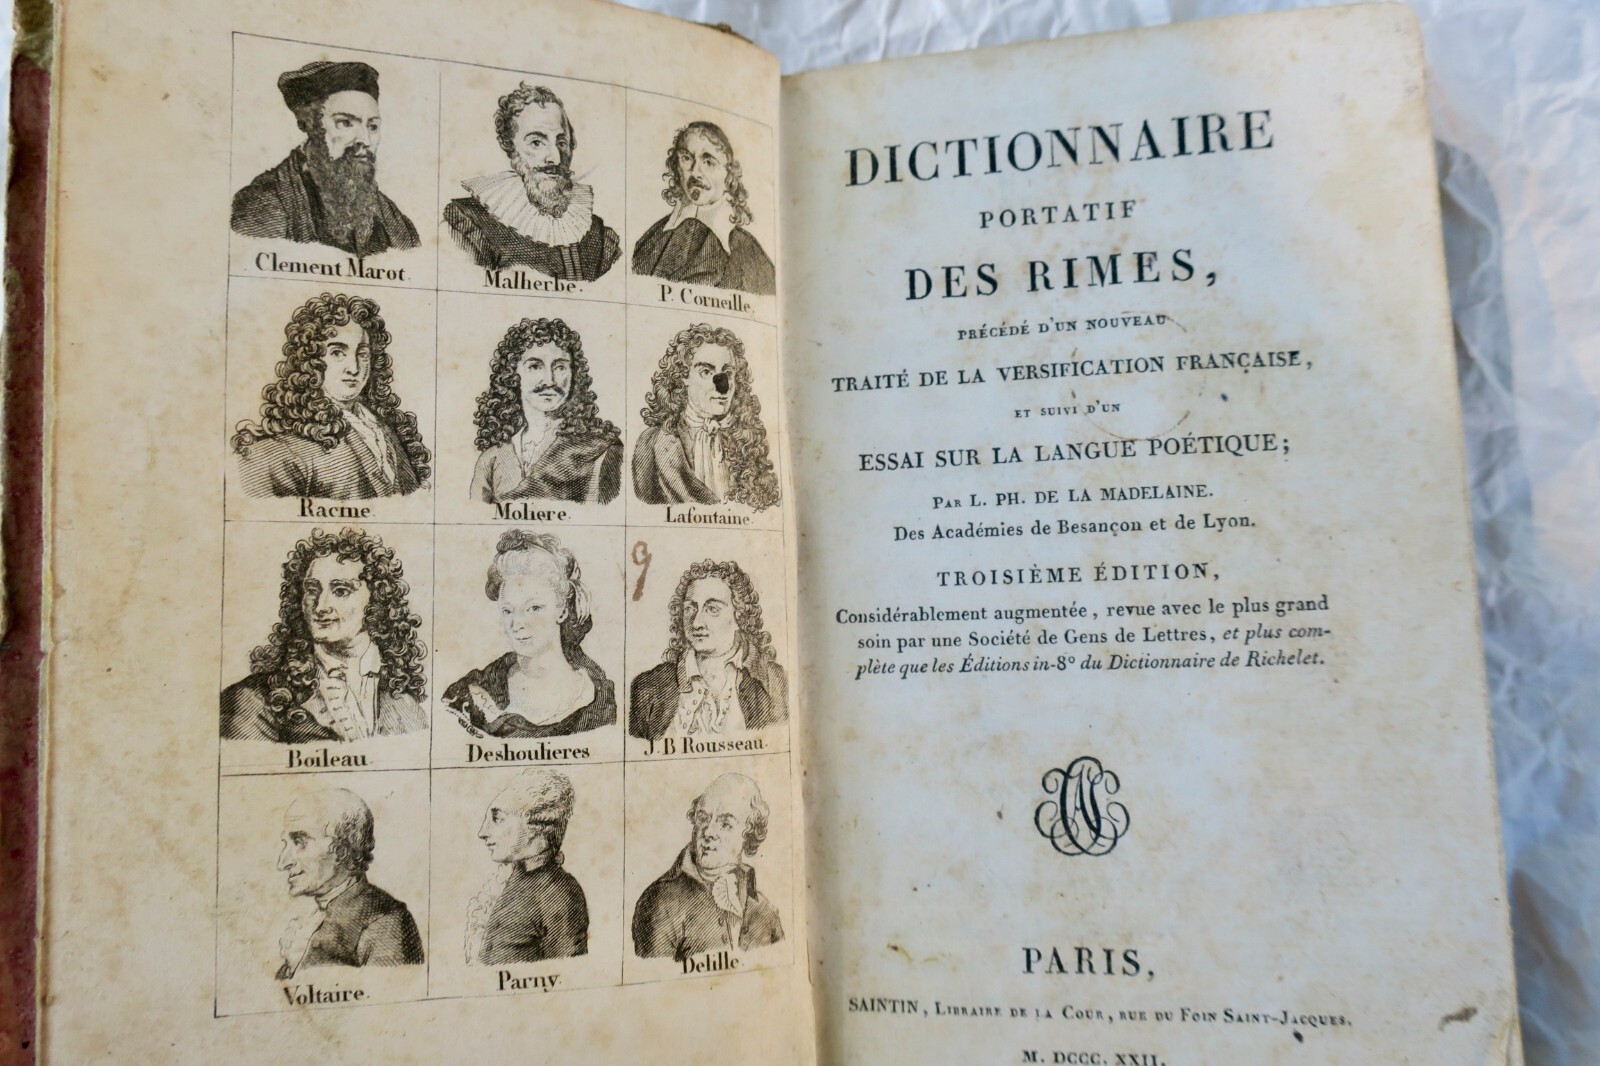 Clement Marot.
Malherbe.
P. Corneille.
Racine.
Moliere.
Lafontaine.
Boileau.
Deshoulieres
9
J. B Rousseau.
Voltaire.
Parny.
Delille.
DICTIONNAIRE
PORTATIF
DES RIMES,
PRÉCÉDÉ D'UN NOUVEAU
TRAITÉ DE LA VERSIFICATION FRANÇAISE,
ET SUIVI D'UN
ESSAI SUR LA LANGUE POÉTIQUE;
PAR L. PH. DE LA MADELAINE.
Des Académies de Besançon et de Lyon.
TROISIÈME ÉDITION,
Considérablement augmentée, revue avec le plus grand
soin par une Société de Gens de Lettres, et plus com-
plète que les Éditions in-8° du Dictionnaire de Richelet.
PARIS,
SAINTIN, LIBRAIRE DE LA COUR, RUE DU FOIN SAINT-JACQUES.
M. DCCC. XXII.